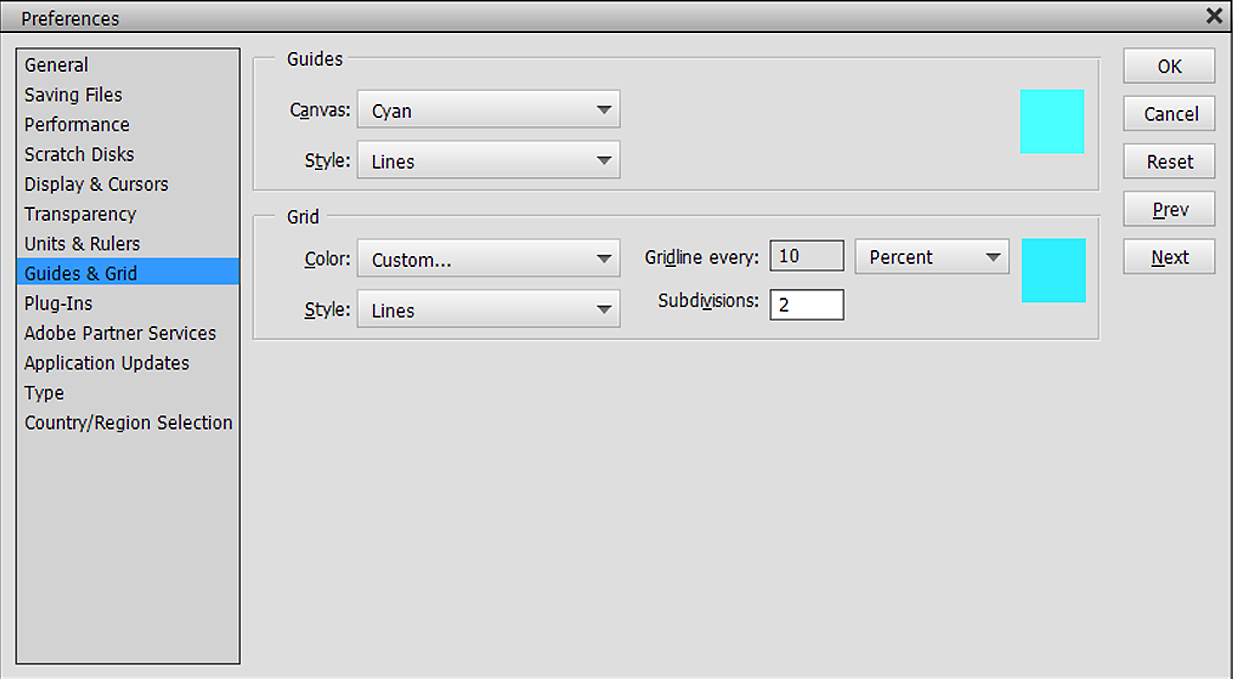 Preferences
General
Saving Files
Performance
Scratch Disks
Display & Cursors
Transparency
Units & Rulers
Guides & Grid
Plug-Ins
Adobe Partner Services
Application Updates
Type
Country/Region Selection
Guides
Canvas: Cyan
Style: Lines
Grid
Color: Custom... Gridline every: 10 Percent
Style: Lines Subdivisions: 2
OK
Cancel
Reset
Prev
Next